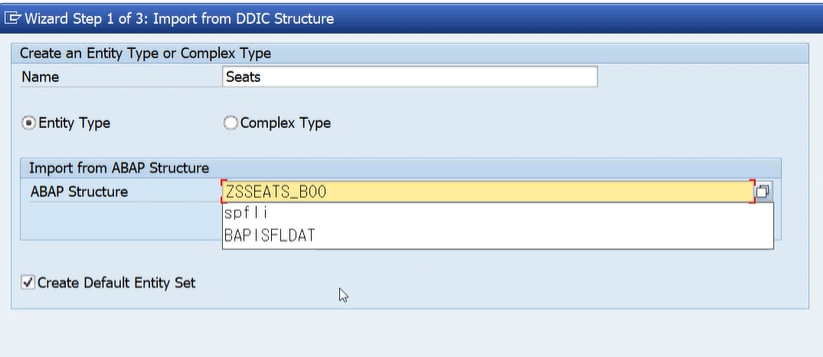 Wizard Step 1 of 3: Import from DDIC Structure
Create an Entity Type or Complex Type
Name Seats
Entity Type Complex Type
Import from ABAP Structure
ABAP Structure ZSSEATS_B00
spfli
BAPISFLDAT
Create Default Entity Set